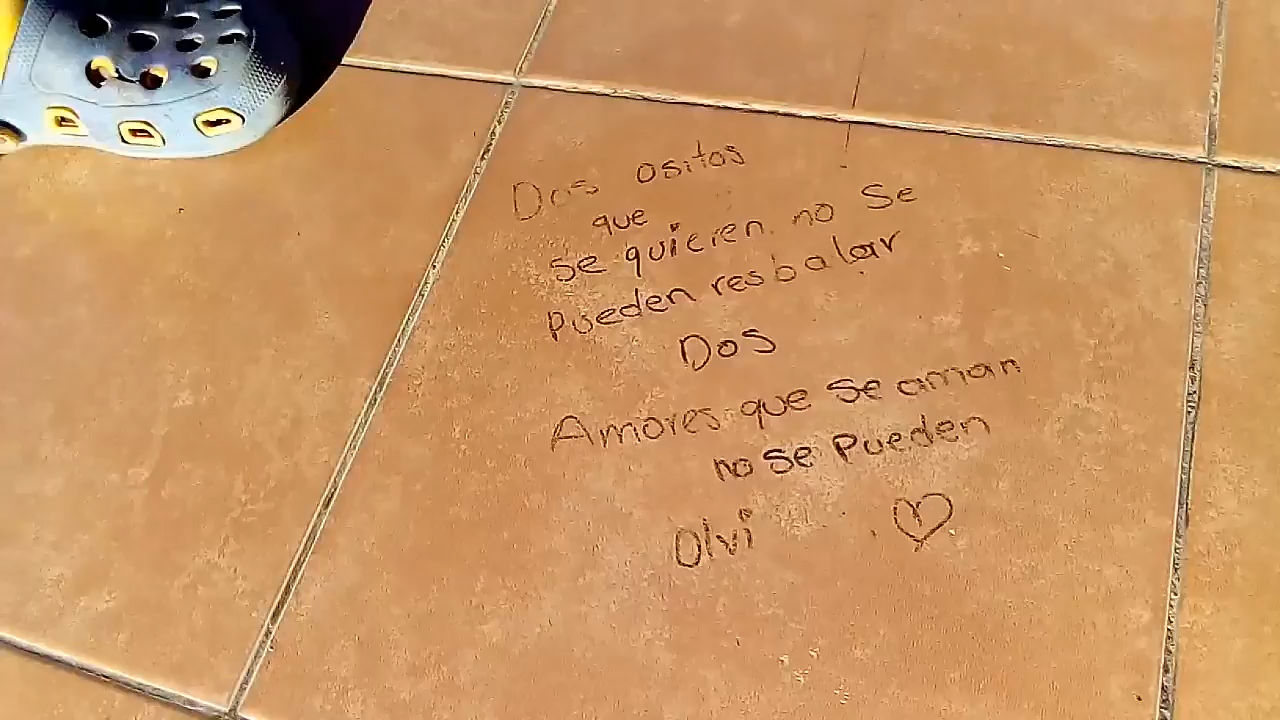 Dos ositos
que
se quieren no se
pueden resbalar
Dos
Amores que se aman
no se pueden
Olvi